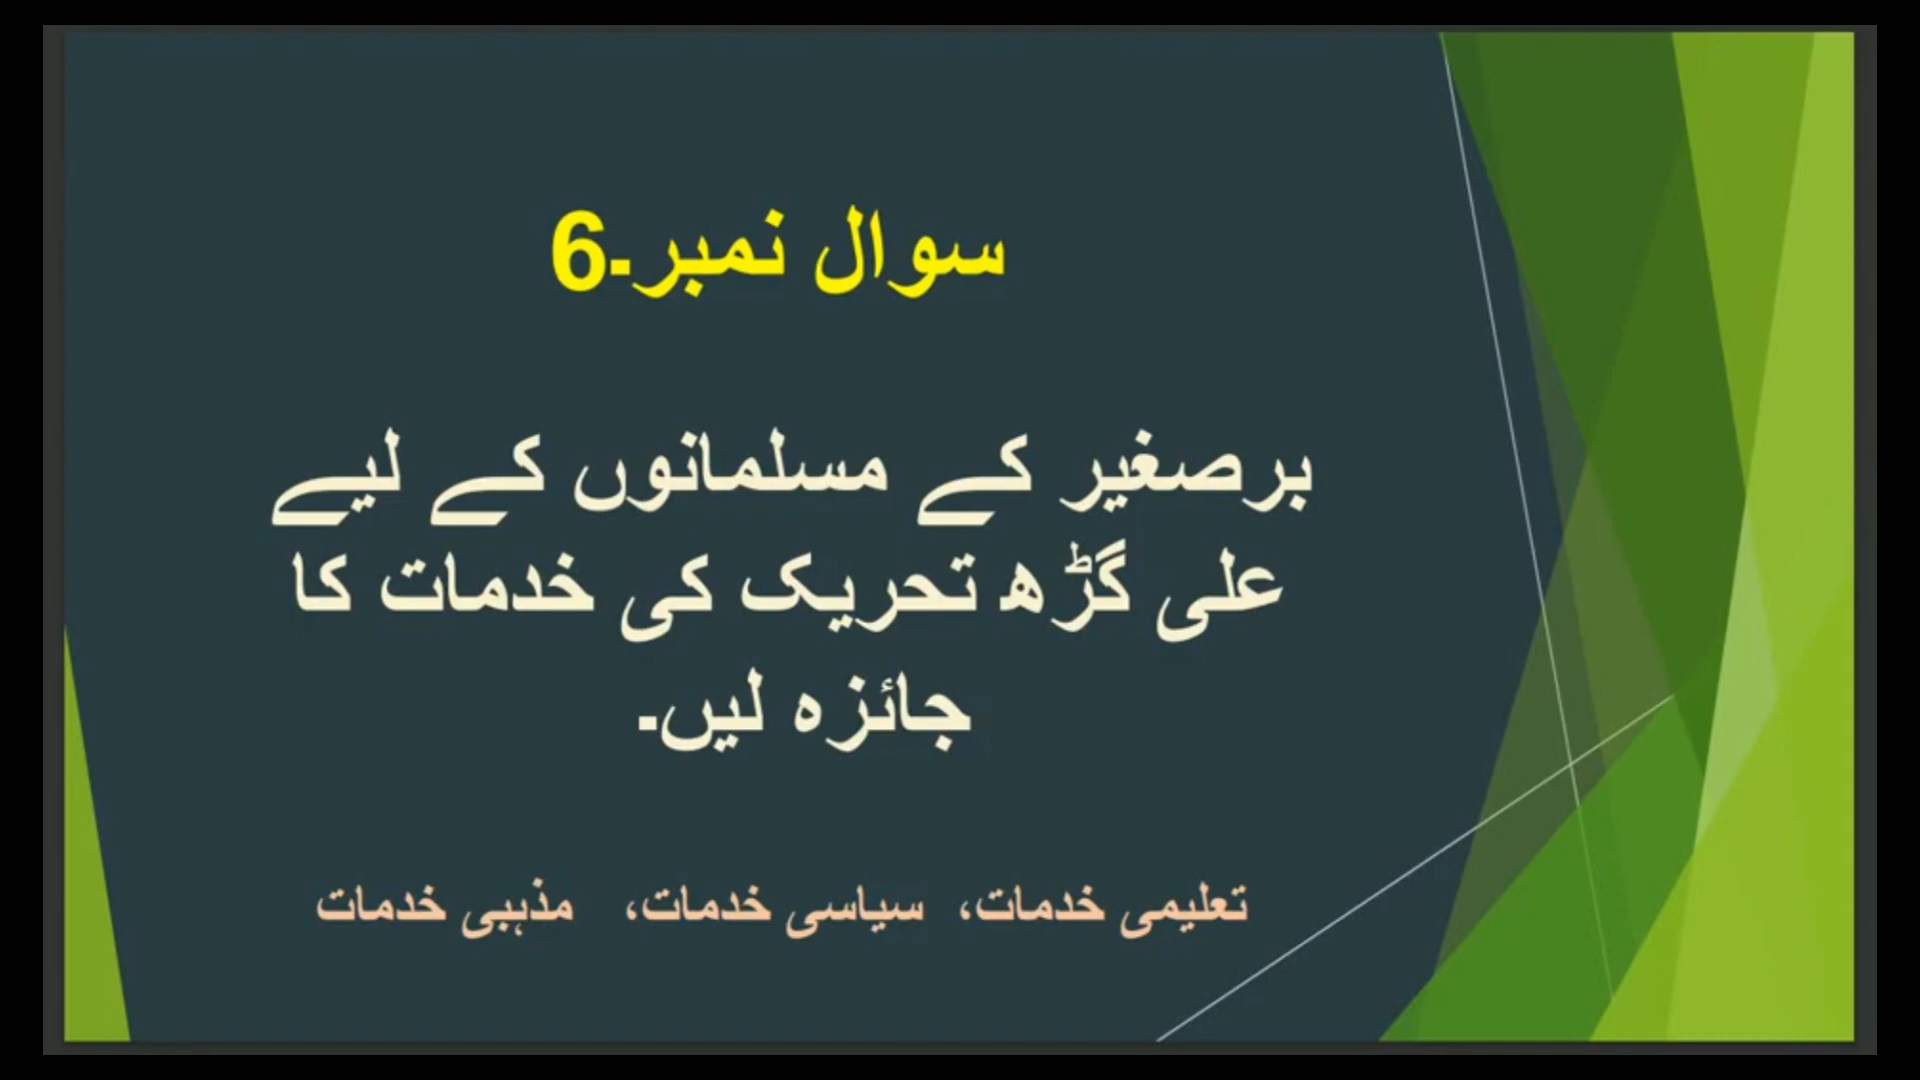 سوال نمبر۔6
برصغیر کے مسلمانوں کے لیے
علی گڑھ تحریک کی خدمات کا
جائزہ لیں۔
تعلیمی خدمات، سیاسی خدمات، مذہبی خدمات